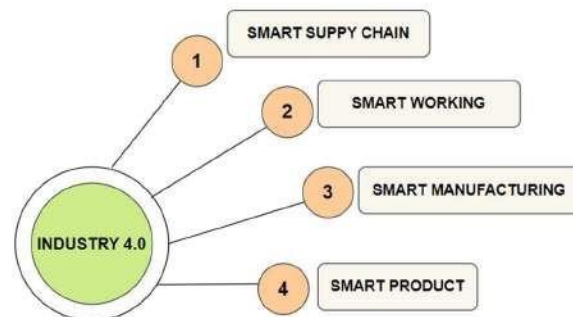 1
SMART SUPPY CHAIN
2
SMART WORKING
3
SMART MANUFACTURING
INDUSTRY 4.0
4
SMART PRODUCT